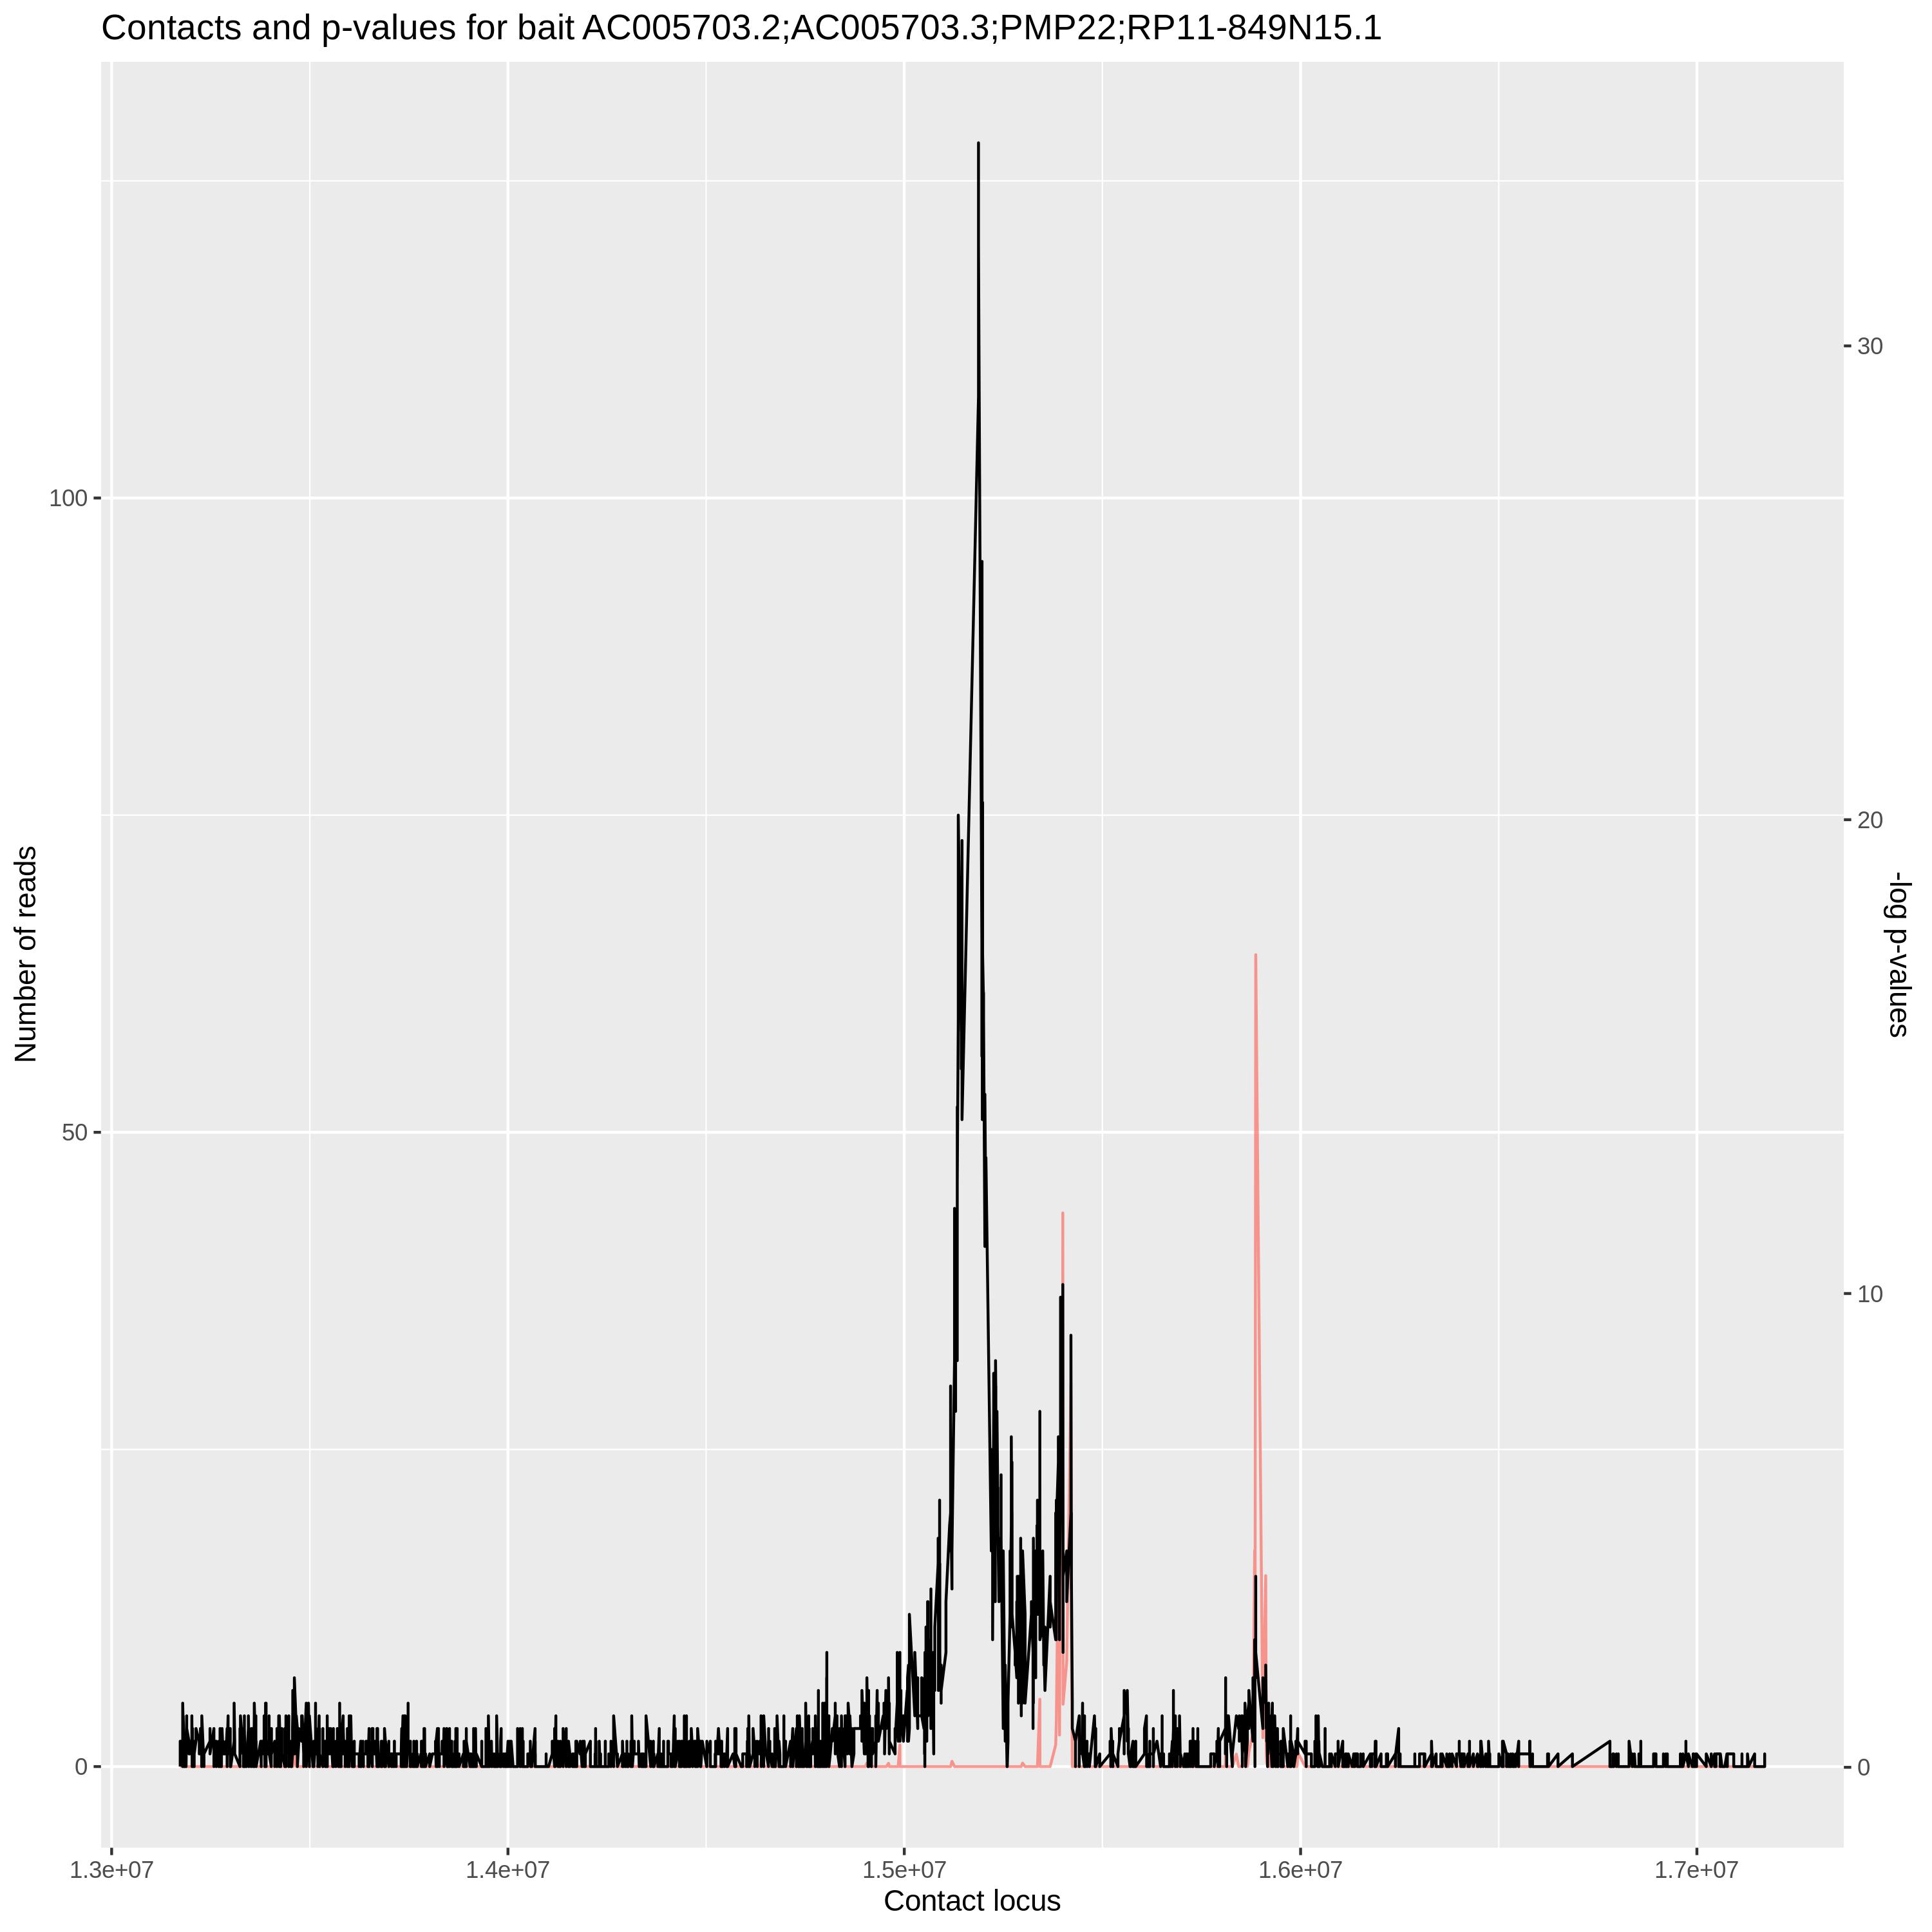 Contacts and p-values for bait AC005703.2;AC005703.3;PMP22;RP11-849N15.1
Number of reads
100
50
0
30
20
10
0
-log p-values
1.3e+07
1.4e+07
1.5e+07
1.6e+07
1.7e+07
Contact locus